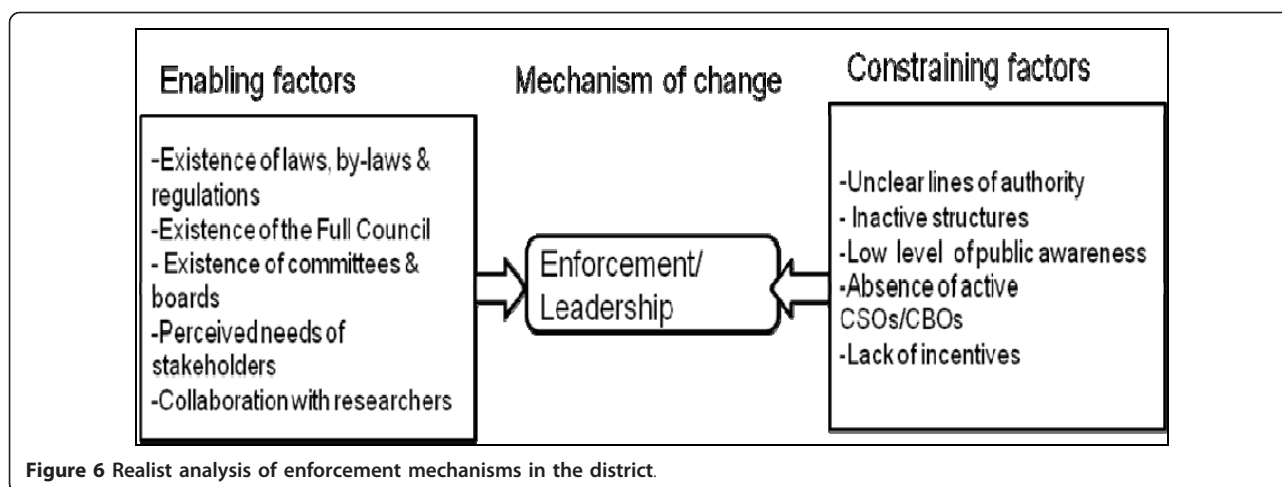 Enabling factors
-Existence of laws, by-laws &
regulations
-Existence of the Full Council
- Existence of committees &
boards
-Perceived needs of
stakeholders
-Collaboration with researchers
Mechanism of change
Enforcement/
Leadership
Constraining factors
-Unclear lines of authority
- Inactive structures
-Low level of public awareness
-Absence of active
CSOs/CBOs
-Lack of incentives
Figure 6 Realist analysis of enforcement mechanisms in the district.